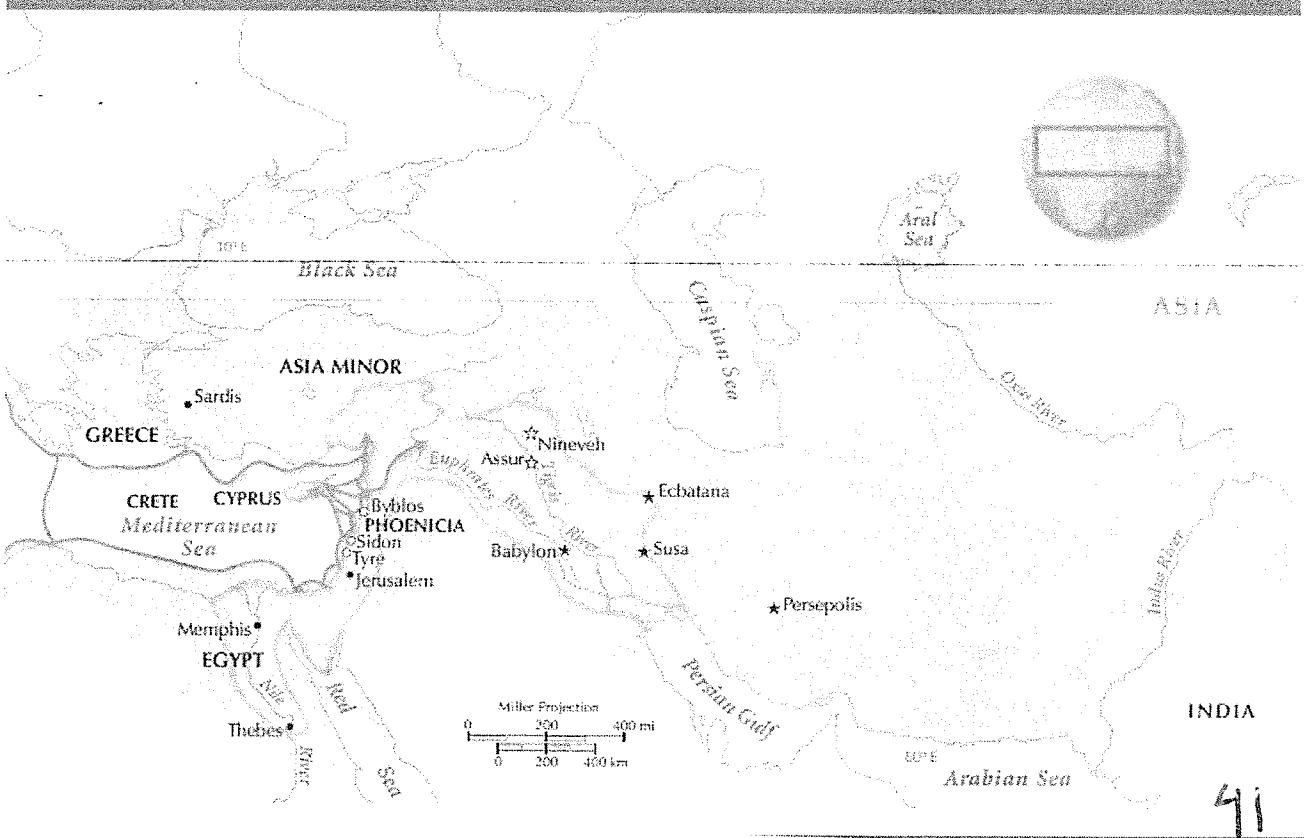 Aral
Sea
30°E
Black Sea
Caspian Sea
ASIA
ASIA MINOR
Sardis
Oxus River
GREECE
Nineveh
Assur
Tigris
River
Euphrates
River
Ecbatana
CRETE
CYPRUS
Byblos
PHOENICIA
Mediterranean
Sea
Sidon
Tyre
Babylon
Susa
Indus River
Jerusalem
Persepolis
Memphis
EGYPT
Nile
River
Red
Sea
Persian Gulf
Thebes
Miller Projection
0 200 400 mi
0 200 400 km
INDIA
60°E
Arabian Sea
41